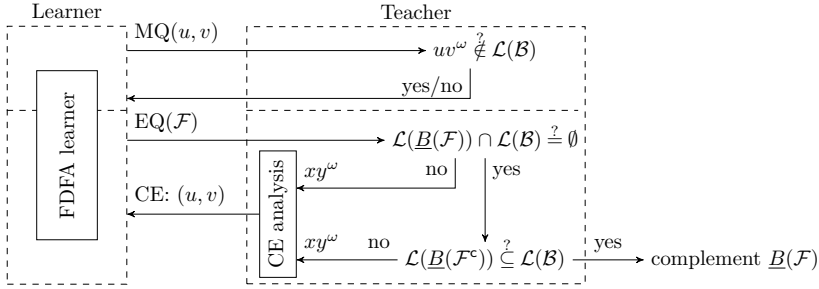 Learner
Teacher
MQ(u, v)
uv^ω ∉? L(B)
yes/no
FDFA learner
EQ(F)
L(B(F)) ∩ L(B) =? ∅
CE analysis
xy^ω
no
yes
CE: (u, v)
xy^ω
no
L(B(F^c)) ⊆? L(B)
yes
complement B(F)